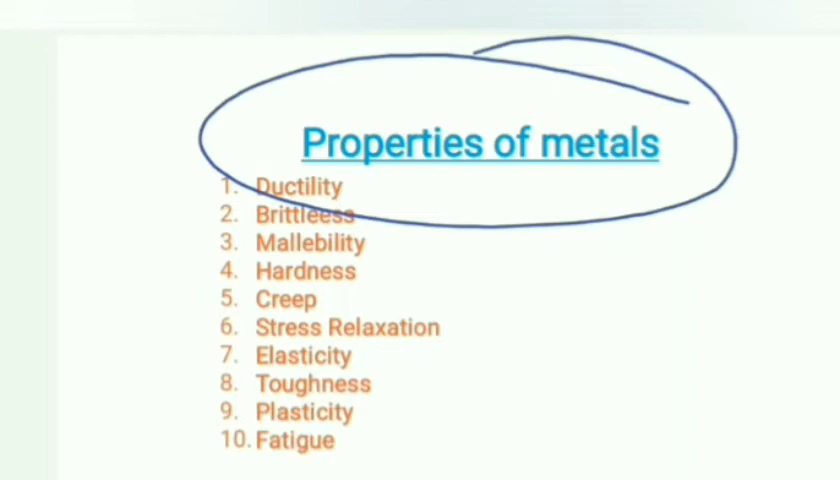 Properties of metals
1. Ductility
2. Brittleess
3. Mallebility
4. Hardness
5. Creep
6. Stress Relaxation
7. Elasticity
8. Toughness
9. Plasticity
10. Fatigue